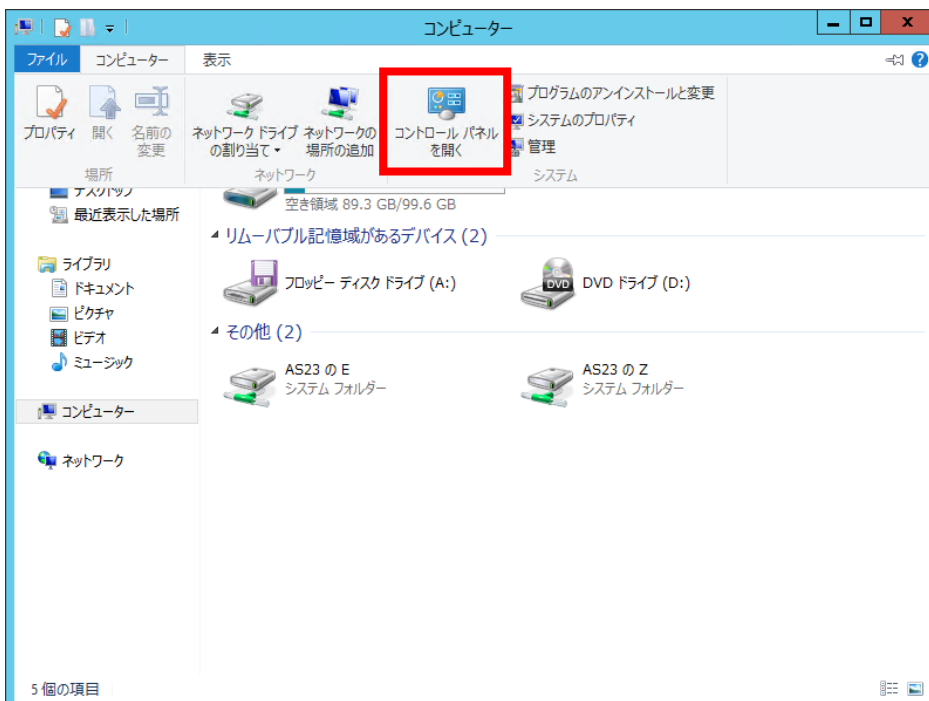 コンピューター
ファイル
コンピューター
表示
プロパティ
開く
名前の
変更
場所
ネットワーク ドライブ
の割り当て
ネットワークの
場所の追加
ネットワーク
コントロール パネル
を開く
プログラムのアンインストールと変更
システムのプロパティ
管理
システム
デスクトップ
最近表示した場所
ライブラリ
ドキュメント
ピクチャ
ビデオ
ミュージック
コンピューター
ネットワーク
空き領域 89.3 GB/99.6 GB
リムーバブル記憶域があるデバイス (2)
フロッピー ディスク ドライブ (A:)
DVD
DVD ドライブ (D:)
その他 (2)
AS23 の E
システム フォルダー
AS23 の Z
システム フォルダー
5 個の項目